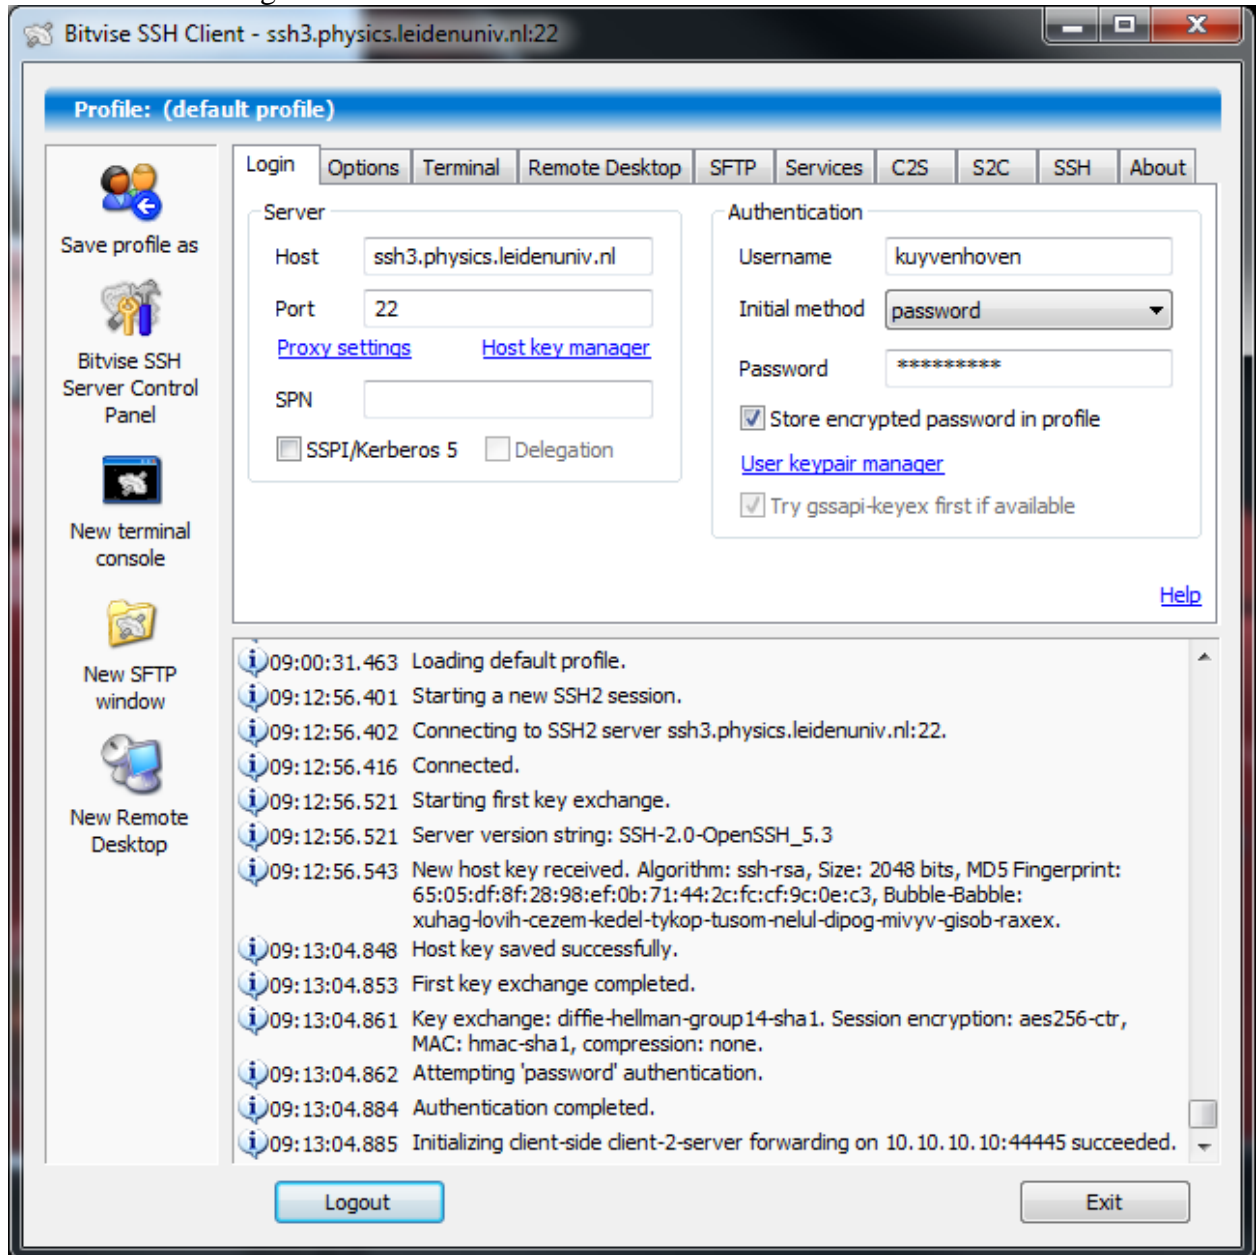 Bitvise SSH Client - ssh3.physics.leidenuniv.nl:22
Profile: (default profile)
Save profile as
Bitvise SSH
Server Control
Panel
New terminal
console
New SFTP
window
New Remote
Desktop
Login Options Terminal Remote Desktop SFTP Services C2S S2C SSH About
Server
Host ssh3.physics.leidenuniv.nl
Port 22
Proxy settings Host key manager
SPN
SSPI/Kerberos 5 Delegation
Authentication
Username kuyvenhoven
Initial method password
Password *********
Store encrypted password in profile
User keypair manager
Try gssapi-keyex first if available
Help
09:00:31.463 Loading default profile.
09:12:56.401 Starting a new SSH2 session.
09:12:56.402 Connecting to SSH2 server ssh3.physics.leidenuniv.nl:22.
09:12:56.416 Connected.
09:12:56.521 Starting first key exchange.
09:12:56.521 Server version string: SSH-2.0-OpenSSH_5.3
09:12:56.543 New host key received. Algorithm: ssh-rsa, Size: 2048 bits, MD5 Fingerprint:
65:05:df:8f:28:98:ef:0b:71:44:2c:fc:cf:9c:0e:c3, Bubble-Babble:
xuhag-lovih-cezem-kedel-tykop-tusom-nelul-dipog-mivyv-gisob-raxex.
09:13:04.848 Host key saved successfully.
09:13:04.853 First key exchange completed.
09:13:04.861 Key exchange: diffie-hellman-group14-sha1. Session encryption: aes256-ctr,
MAC: hmac-sha1, compression: none.
09:13:04.862 Attempting 'password' authentication.
09:13:04.884 Authentication completed.
09:13:04.885 Initializing client-side client-2-server forwarding on 10.10.10.10:44445 succeeded.
Logout Exit